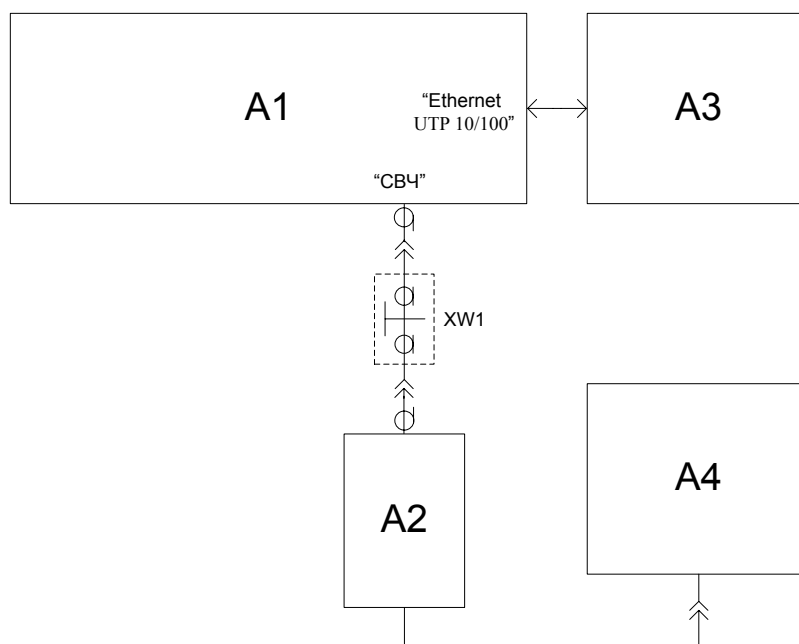 A1
“Ethernet
UTP 10/100”
A3
“СВЧ”
XW1
A4
A2